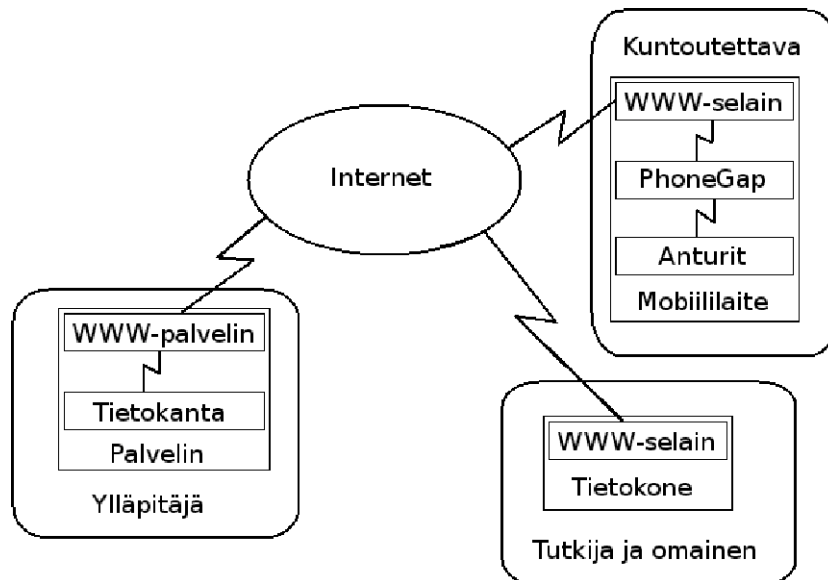 Kuntoutettava
WWW-selain
PhoneGap
Anturit
Mobiililaite
Internet
WWW-palvelin
Tietokanta
Palvelin
Ylläpitäjä
WWW-selain
Tietokone
Tutkija ja omainen